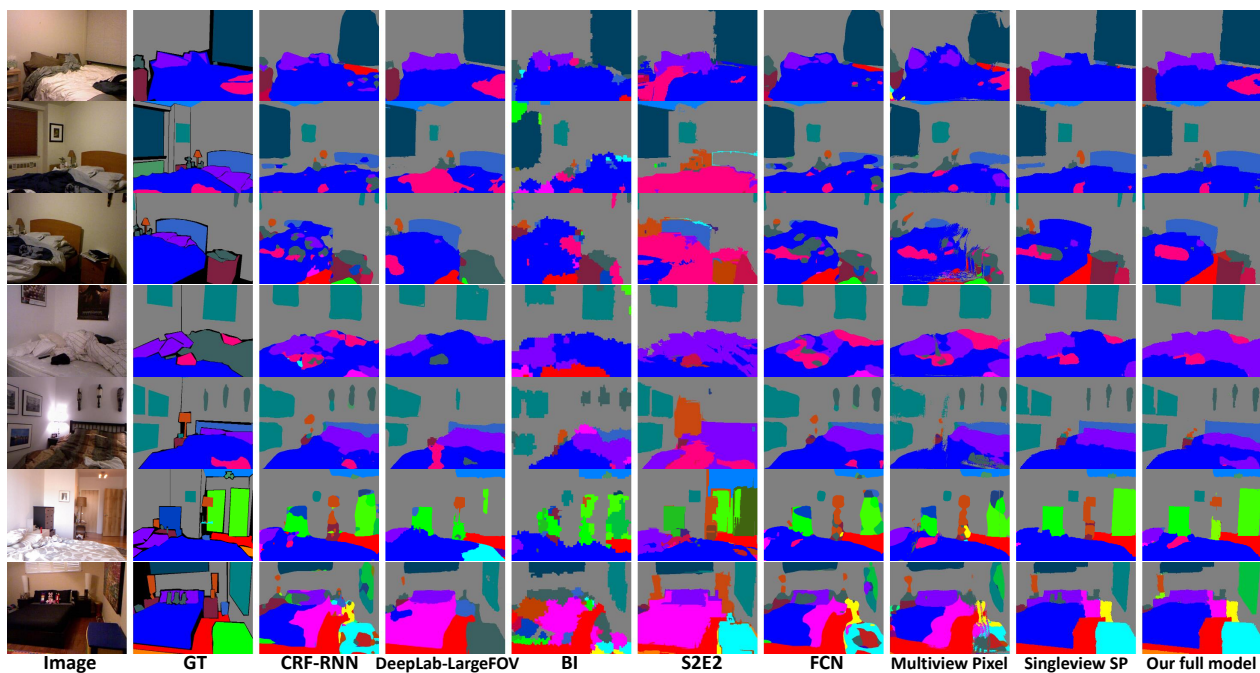 Image GT CRF-RNN DeepLab-LargeFOV BI S2E2 FCN Multiview Pixel Singleview SP Our full model